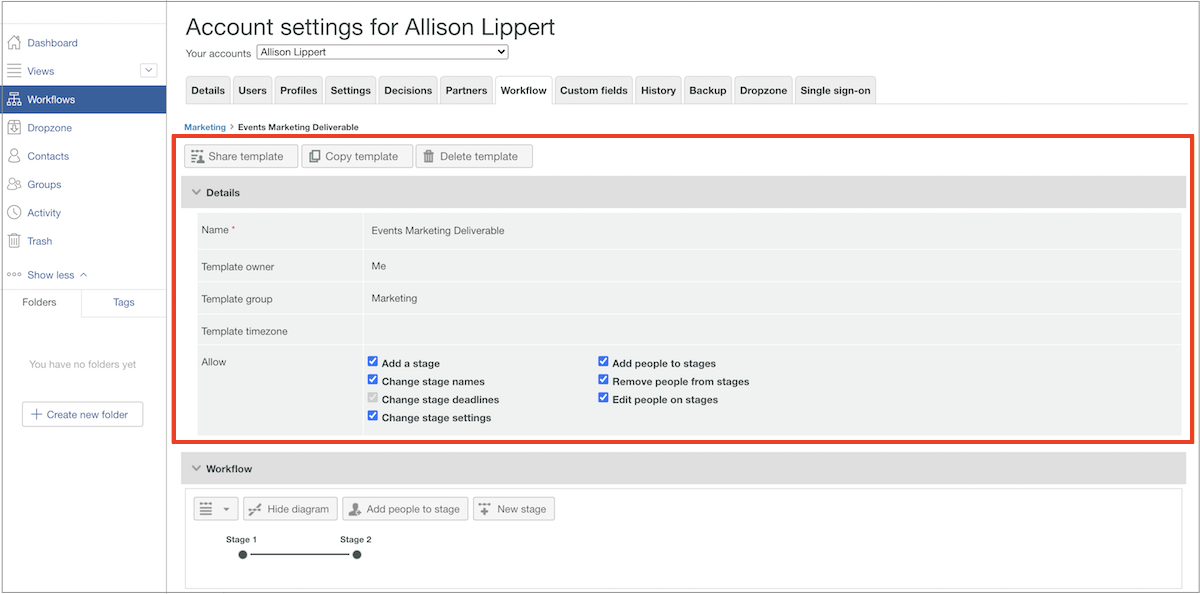 Account settings for Allison Lippert
Your accounts Allison Lippert
Dashboard
Views
Workflows
Dropzone
Contacts
Groups
Activity
Trash
Show less
Folders Tags
You have no folders yet
Create new folder
Details Users Profiles Settings Decisions Partners Workflow Custom fields History Backup Dropzone Single sign-on
Marketing > Events Marketing Deliverable
Share template Copy template Delete template
Details
Name * Events Marketing Deliverable
Template owner Me
Template group Marketing
Template timezone
Allow
Add a stage Add people to stages
Change stage names Remove people from stages
Change stage deadlines Edit people on stages
Change stage settings
Workflow
Hide diagram Add people to stage New stage
Stage 1 Stage 2